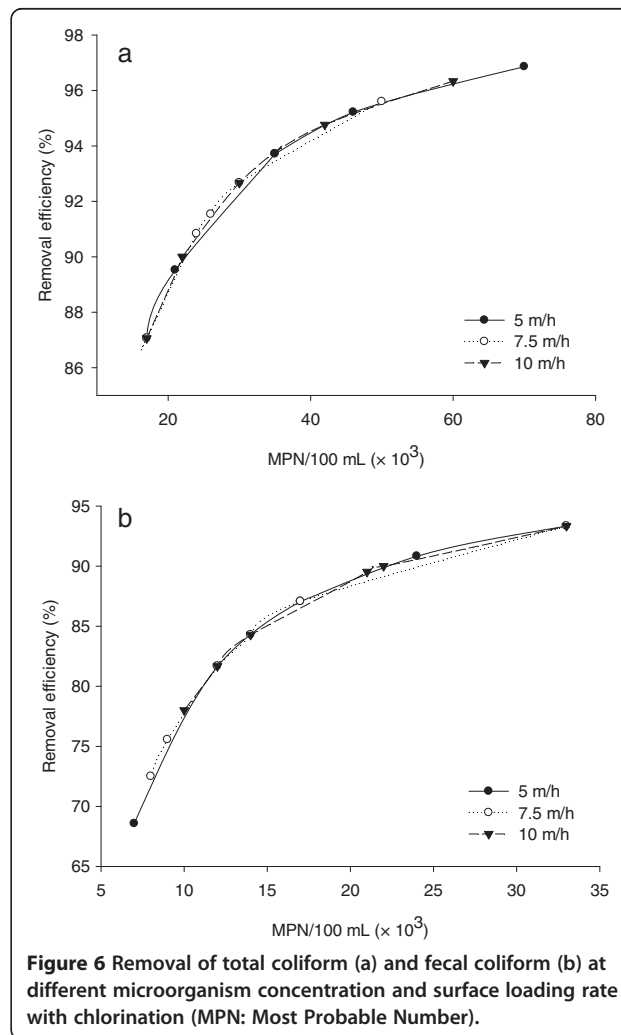 a
98
96
94
92
90
88
86
Removal efficiency (%)
5 m/h
7.5 m/h
10 m/h
20 40 60 80
MPN/100 mL (× 10³)
b
95
90
85
80
75
70
65
Removal efficiency (%)
5 m/h
7.5 m/h
10 m/h
5 10 15 20 25 30 35
MPN/100 mL (× 10³)
Figure 6 Removal of total coliform (a) and fecal coliform (b) at
different microorganism concentration and surface loading rate
with chlorination (MPN: Most Probable Number).